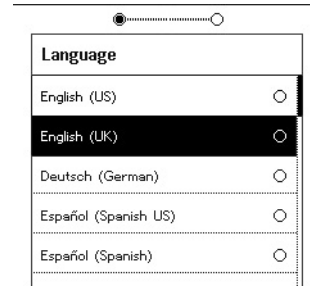 Language
English (US)
English (UK)
Deutsch (German)
Español (Spanish US)
Español (Spanish)